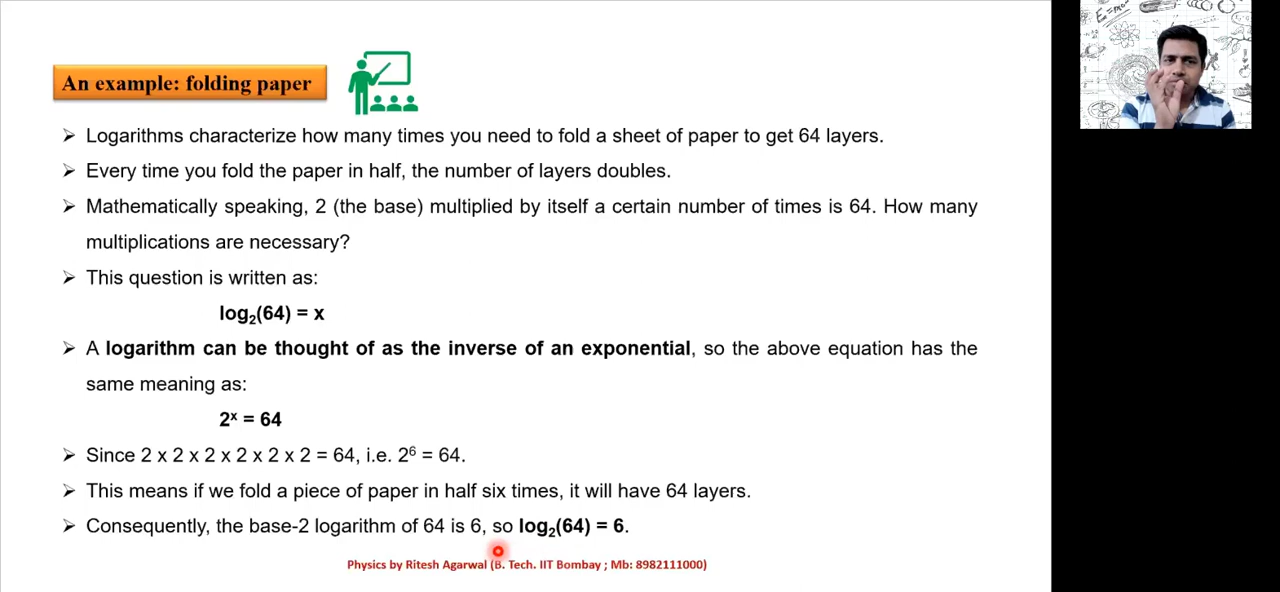 An example: folding paper
➢ Logarithms characterize how many times you need to fold a sheet of paper to get 64 layers.
➢ Every time you fold the paper in half, the number of layers doubles.
➢ Mathematically speaking, 2 (the base) multiplied by itself a certain number of times is 64. How many
multiplications are necessary?
➢ This question is written as:
log₂(64) = x
➢ A logarithm can be thought of as the inverse of an exponential, so the above equation has the
same meaning as:
2ˣ = 64
➢ Since 2 x 2 x 2 x 2 x 2 x 2 = 64, i.e. 2⁶ = 64.
➢ This means if we fold a piece of paper in half six times, it will have 64 layers.
➢ Consequently, the base-2 logarithm of 64 is 6, so log₂(64) = 6.
Physics by Ritesh Agarwal (B. Tech. IIT Bombay ; Mb: 8982111000)